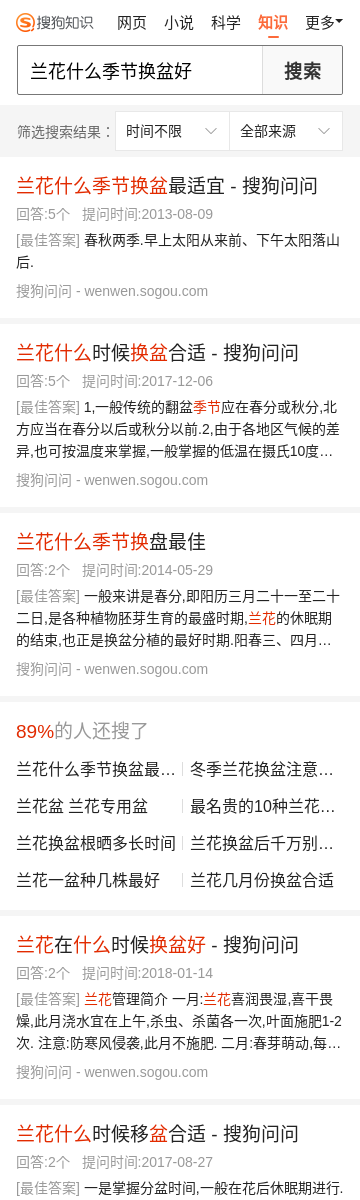 搜狗知识 网页 小说 科学 知识 更多
兰花什么季节换盆好 搜索
筛选搜索结果： 时间不限 全部来源
兰花什么季节换盆最适宜 - 搜狗问问
回答:5个 提问时间:2013-08-09
[最佳答案] 春秋两季.早上太阳从来前、下午太阳落山
后.
搜狗问问 - wenwen.sogou.com
兰花什么时候换盆合适 - 搜狗问问
回答:5个 提问时间:2017-12-06
[最佳答案] 1,一般传统的翻盆季节应在春分或秋分,北
方应当在春分以后或秋分以前.2,由于各地区气候的差
异,也可按温度来掌握,一般掌握的低温在摄氏10度…
搜狗问问 - wenwen.sogou.com
兰花什么季节换盘最佳
回答:2个 提问时间:2014-05-29
[最佳答案] 一般来讲是春分,即阳历三月二十一至二十
二日,是各种植物胚芽生育的最盛时期,兰花的休眠期
的结束,也正是换盆分植的最好时期.阳春三、四月…
搜狗问问 - wenwen.sogou.com
89%的人还搜了
兰花什么季节换盆最… 冬季兰花换盆注意…
兰花盆 兰花专用盆 最名贵的10种兰花…
兰花换盆根晒多长时间 兰花换盆后千万别…
兰花一盆种几株最好 兰花几月份换盆合适
兰花在什么时候换盆好 - 搜狗问问
回答:2个 提问时间:2018-01-14
[最佳答案] 兰花管理简介 一月:兰花喜润畏湿,喜干畏
燥,此月浇水宜在上午,杀虫、杀菌各一次,叶面施肥1-2
次. 注意:防寒风侵袭,此月不施肥. 二月:春芽萌动,每…
搜狗问问 - wenwen.sogou.com
兰花什么时候移盆合适 - 搜狗问问
回答:2个 提问时间:2017-08-27
[最佳答案] 一是掌握分盆时间,一般在花后休眠期进行.